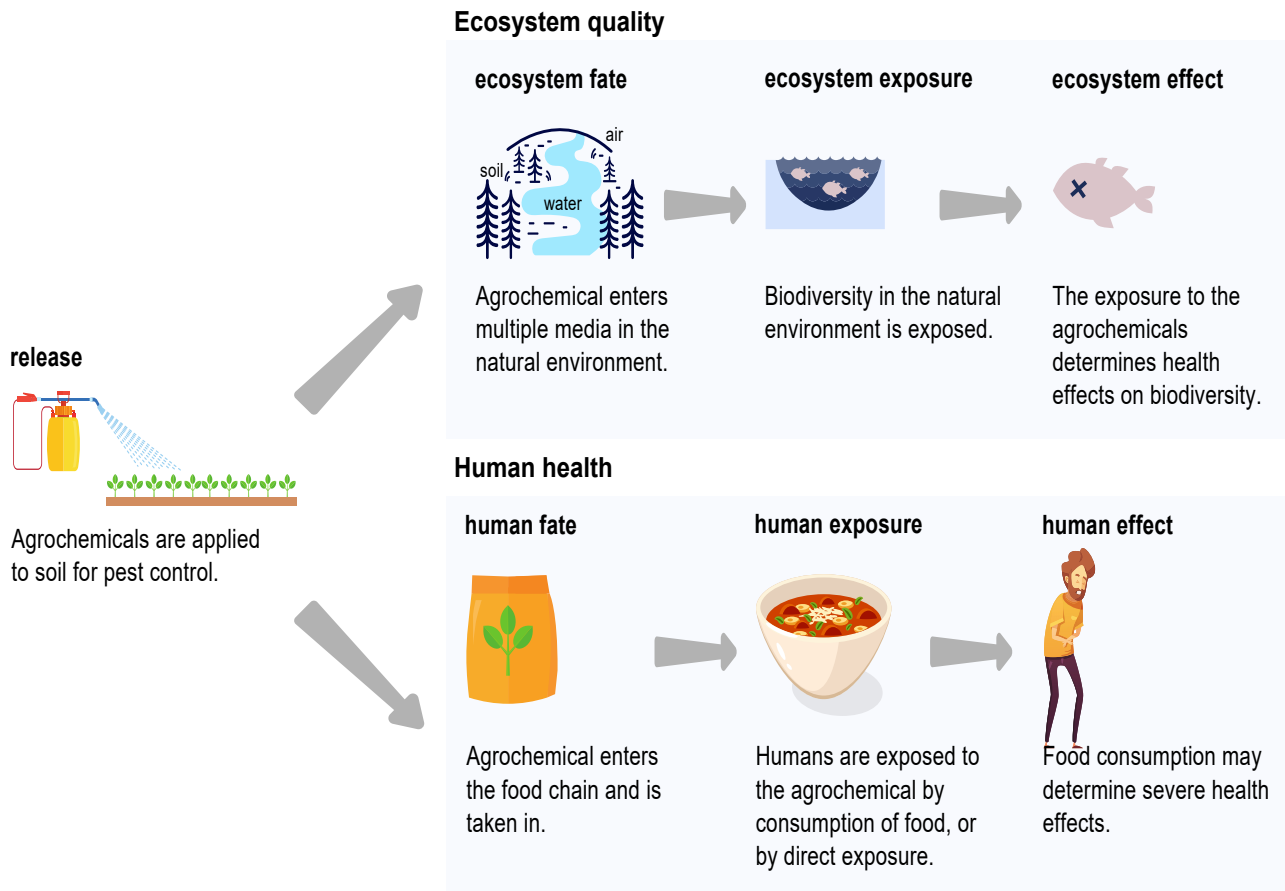 Ecosystem quality
ecosystem fate
ecosystem exposure
ecosystem effect
air
soil
water
Agrochemical enters
multiple media in the
natural environment.
Biodiversity in the natural
environment is exposed.
The exposure to the
agrochemicals
determines health
effects on biodiversity.
release
Agrochemicals are applied
to soil for pest control.
Human health
human fate
human exposure
human effect
Agrochemical enters
the food chain and is
taken in.
Humans are exposed to
the agrochemical by
consumption of food, or
by direct exposure.
Food consumption may
determine severe health
effects.